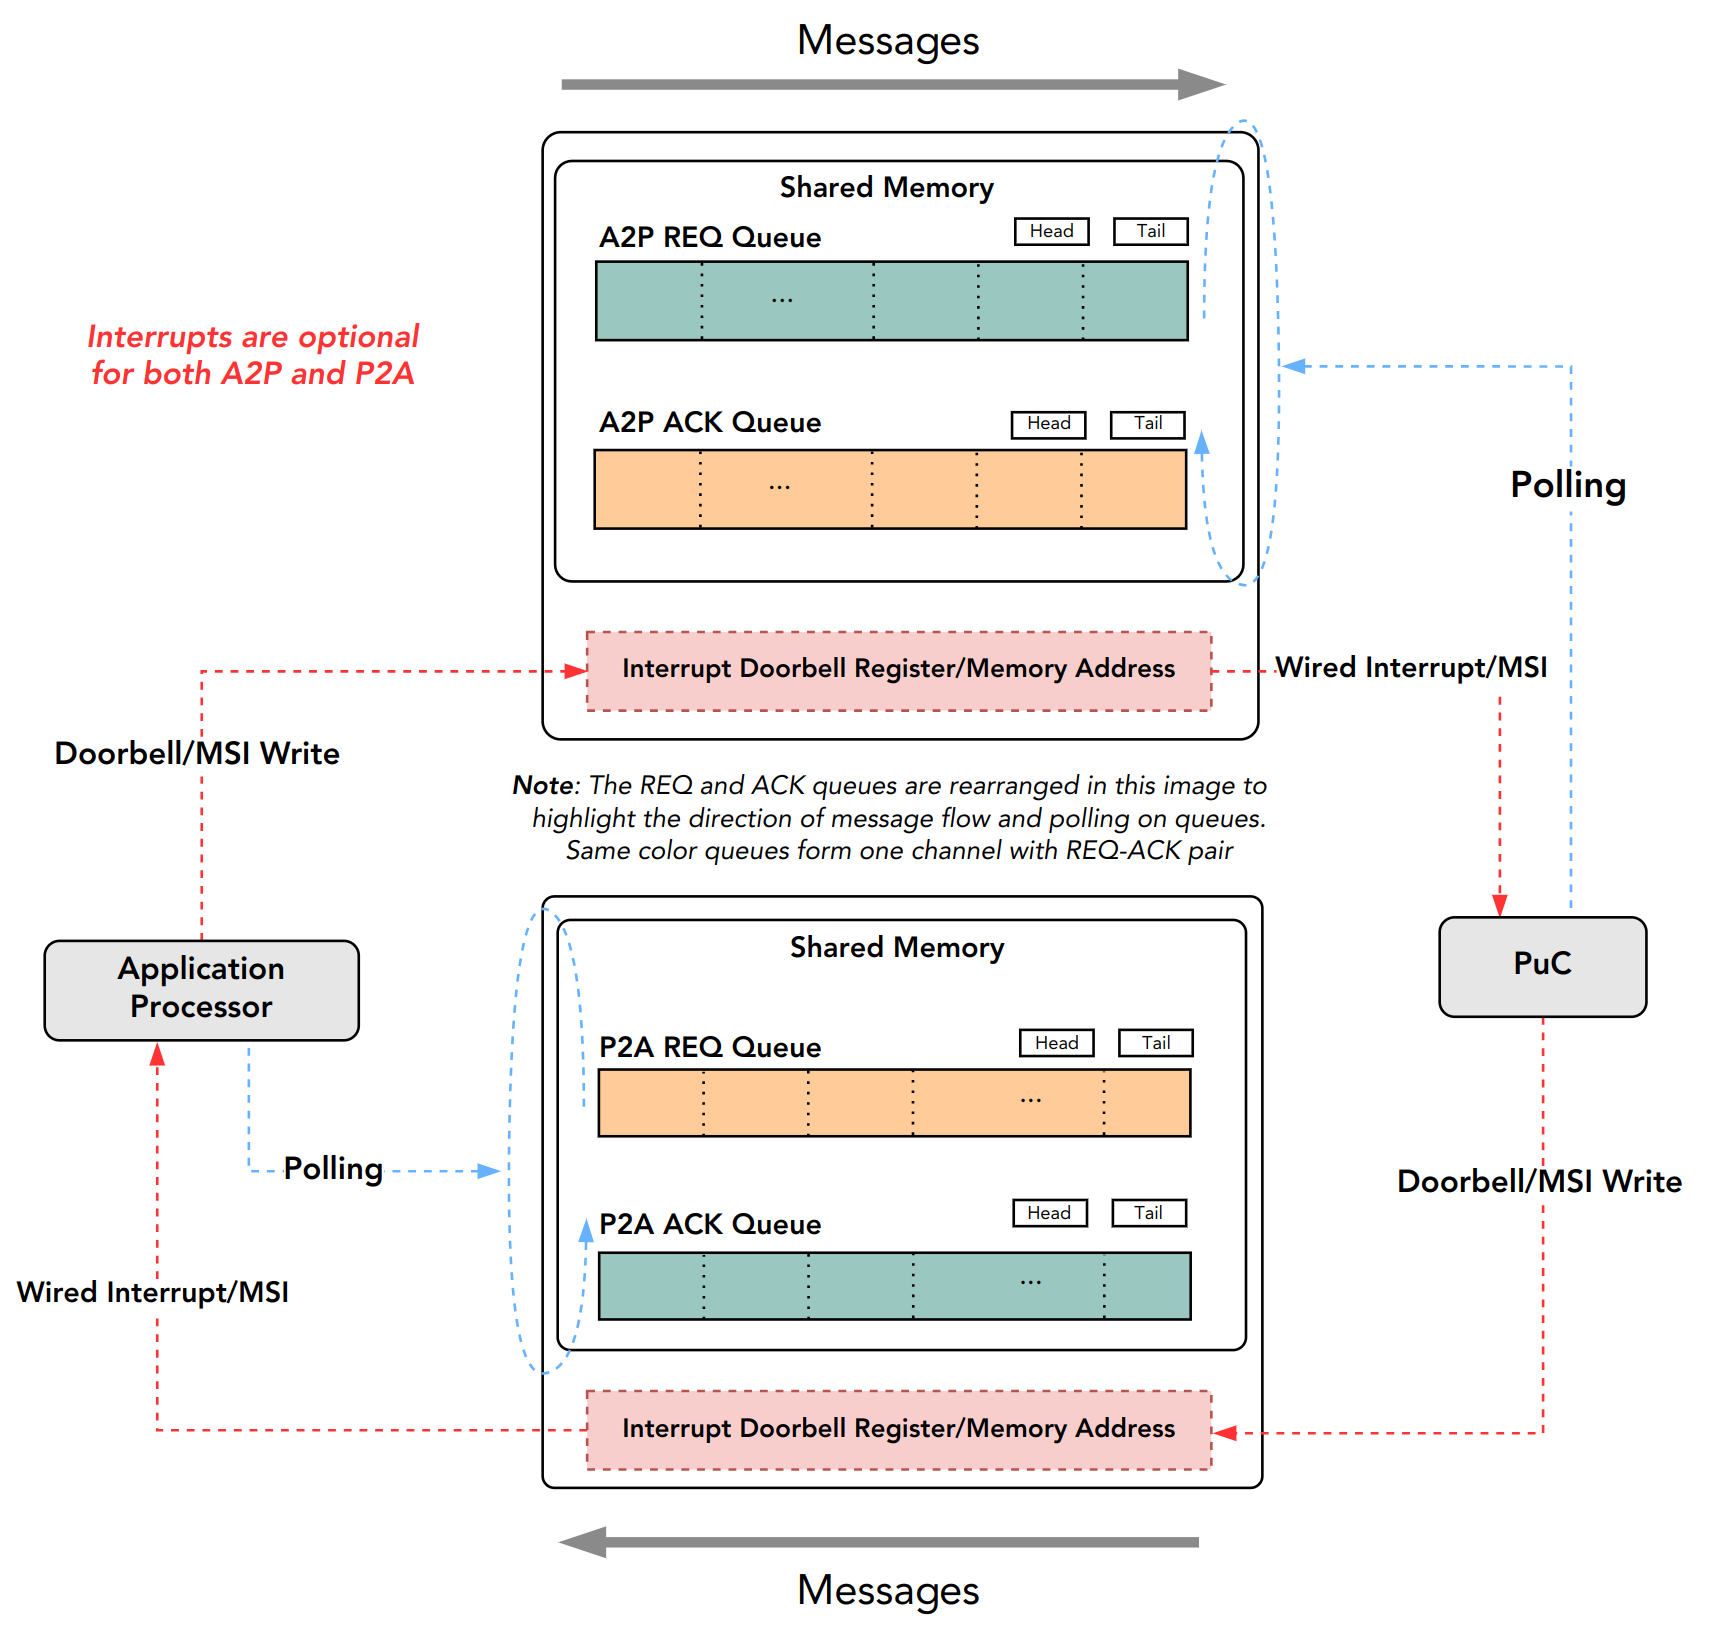 Messages
Shared Memory
A2P REQ Queue
Head
Tail
...
Interrupts are optional
for both A2P and P2A
A2P ACK Queue
Head
Tail
...
Polling
Interrupt Doorbell Register/Memory Address
Wired Interrupt/MSI
Doorbell/MSI Write
Note: The REQ and ACK queues are rearranged in this image to
highlight the direction of message flow and polling on queues.
Same color queues form one channel with REQ-ACK pair
Application
Processor
Shared Memory
PuC
P2A REQ Queue
Head
Tail
...
Polling
Doorbell/MSI Write
P2A ACK Queue
Head
Tail
...
Wired Interrupt/MSI
Interrupt Doorbell Register/Memory Address
Messages